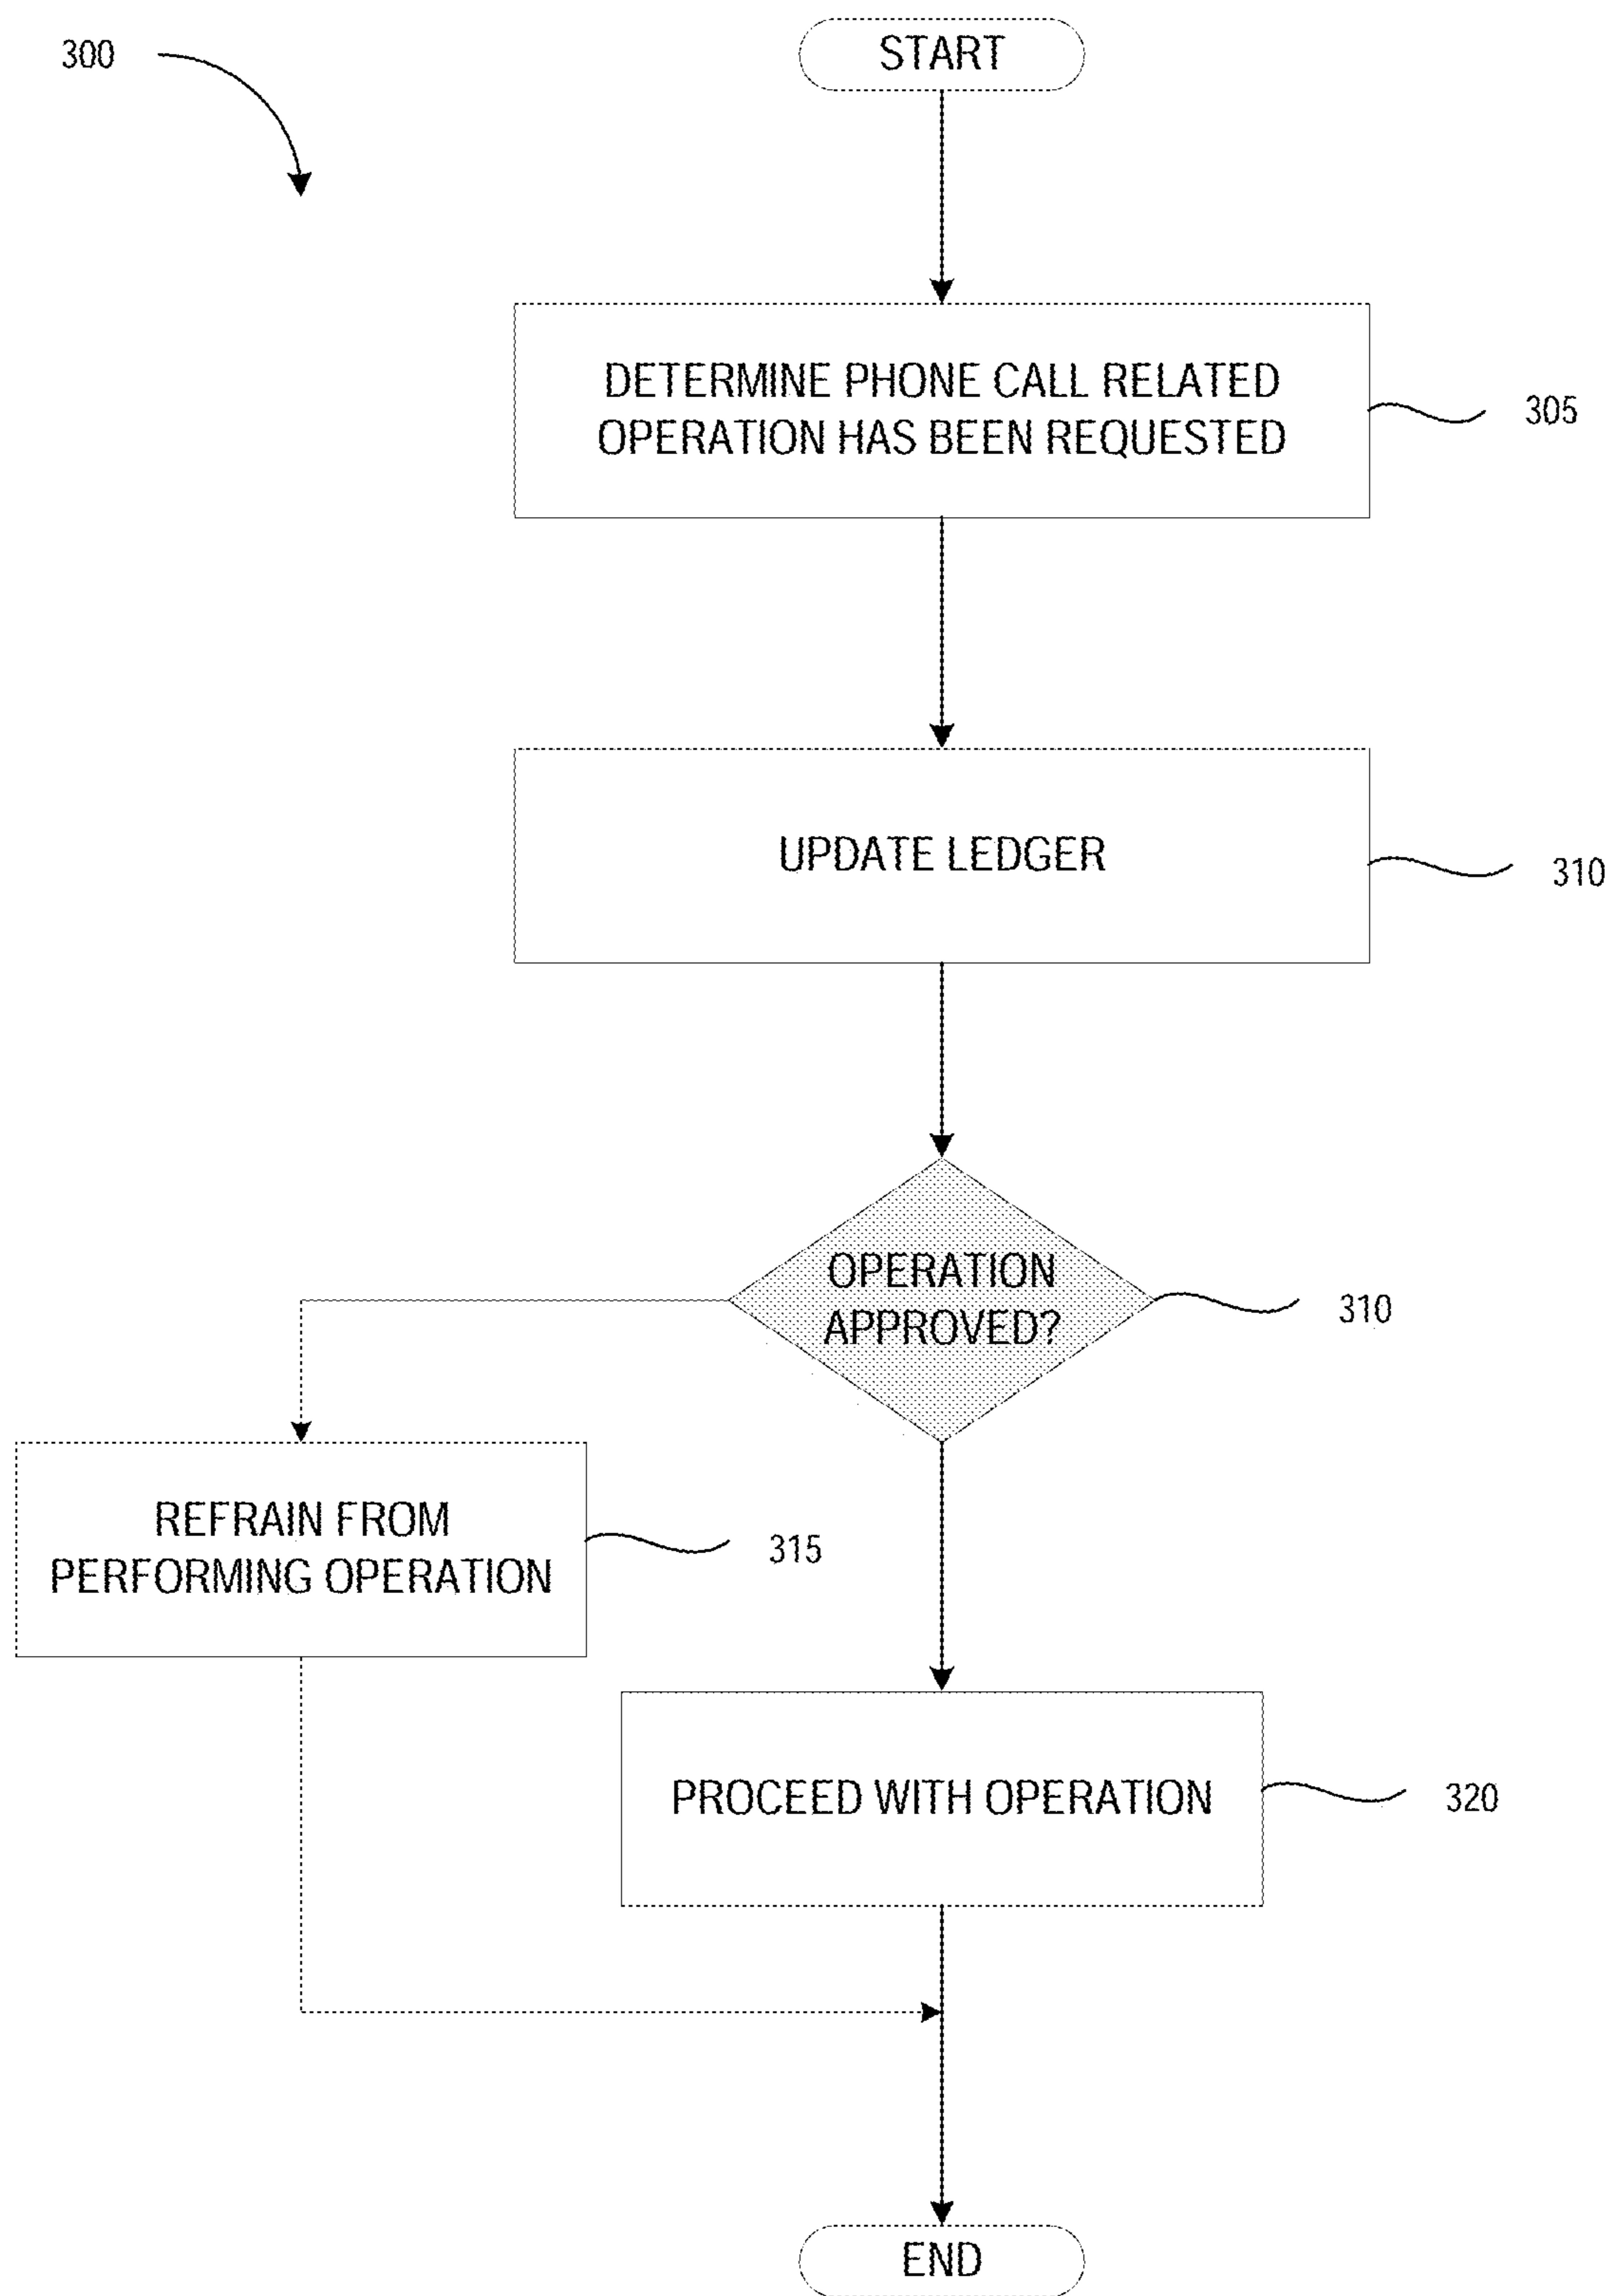 300
START
DETERMINE PHONE CALL RELATED
OPERATION HAS BEEN REQUESTED
305
UPDATE LEDGER
310
OPERATION
APPROVED?
310
REFRAIN FROM
PERFORMING OPERATION
315
PROCEED WITH OPERATION
320
END